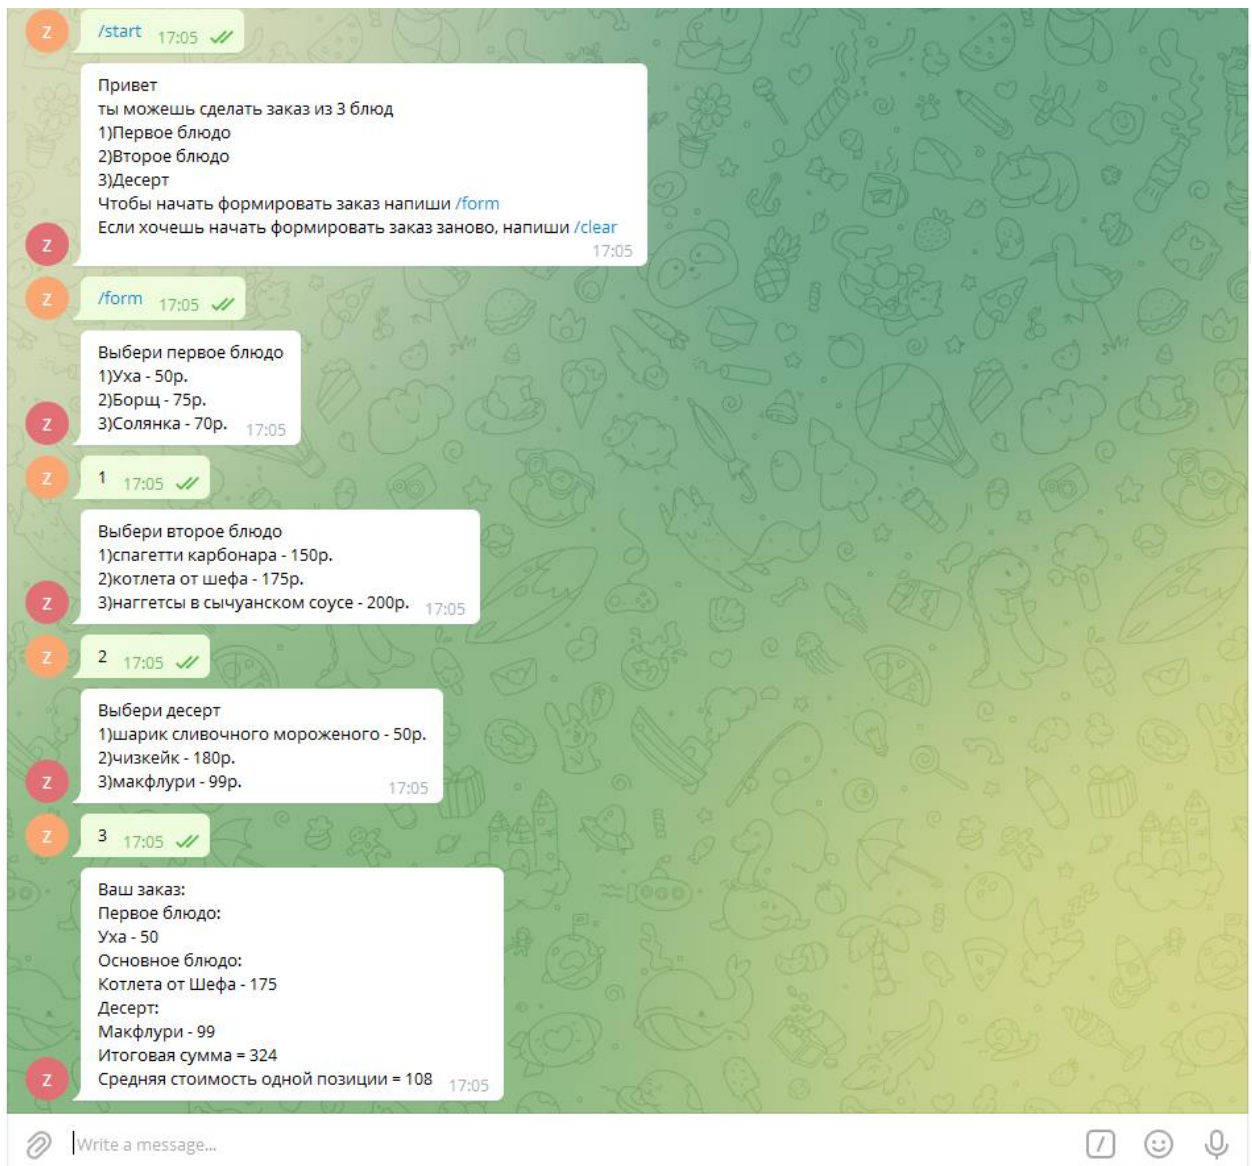 Z
/start 17:05
Привет
ты можешь сделать заказ из 3 блюд
1)Первое блюдо
2)Второе блюдо
3)Десерт
Чтобы начать формировать заказ напиши /form
Если хочешь начать формировать заказ заново, напиши /clear
Z
17:05
Z
/form 17:05
Выбери первое блюдо
1)Уха - 50р.
2)Борщ - 75р.
3)Солянка - 70р. 17:05
Z
Z
1 17:05
Выбери второе блюдо
1)спагетти карбонара - 150р.
2)котлета от шефа - 175р.
3)наггетсы в сычуанском соусе - 200р. 17:05
Z
Z
2 17:05
Выбери десерт
1)шарик сливочного мороженого - 50р.
2)чизкейк - 180р.
3)макфлури - 99р. 17:05
Z
Z
3 17:05
Ваш заказ:
Первое блюдо:
Уха - 50
Основное блюдо:
Котлета от Шефа - 175
Десерт:
Макфлури - 99
Итоговая сумма = 324
Средняя стоимость одной позиции = 108 17:05
Z
Write a message...